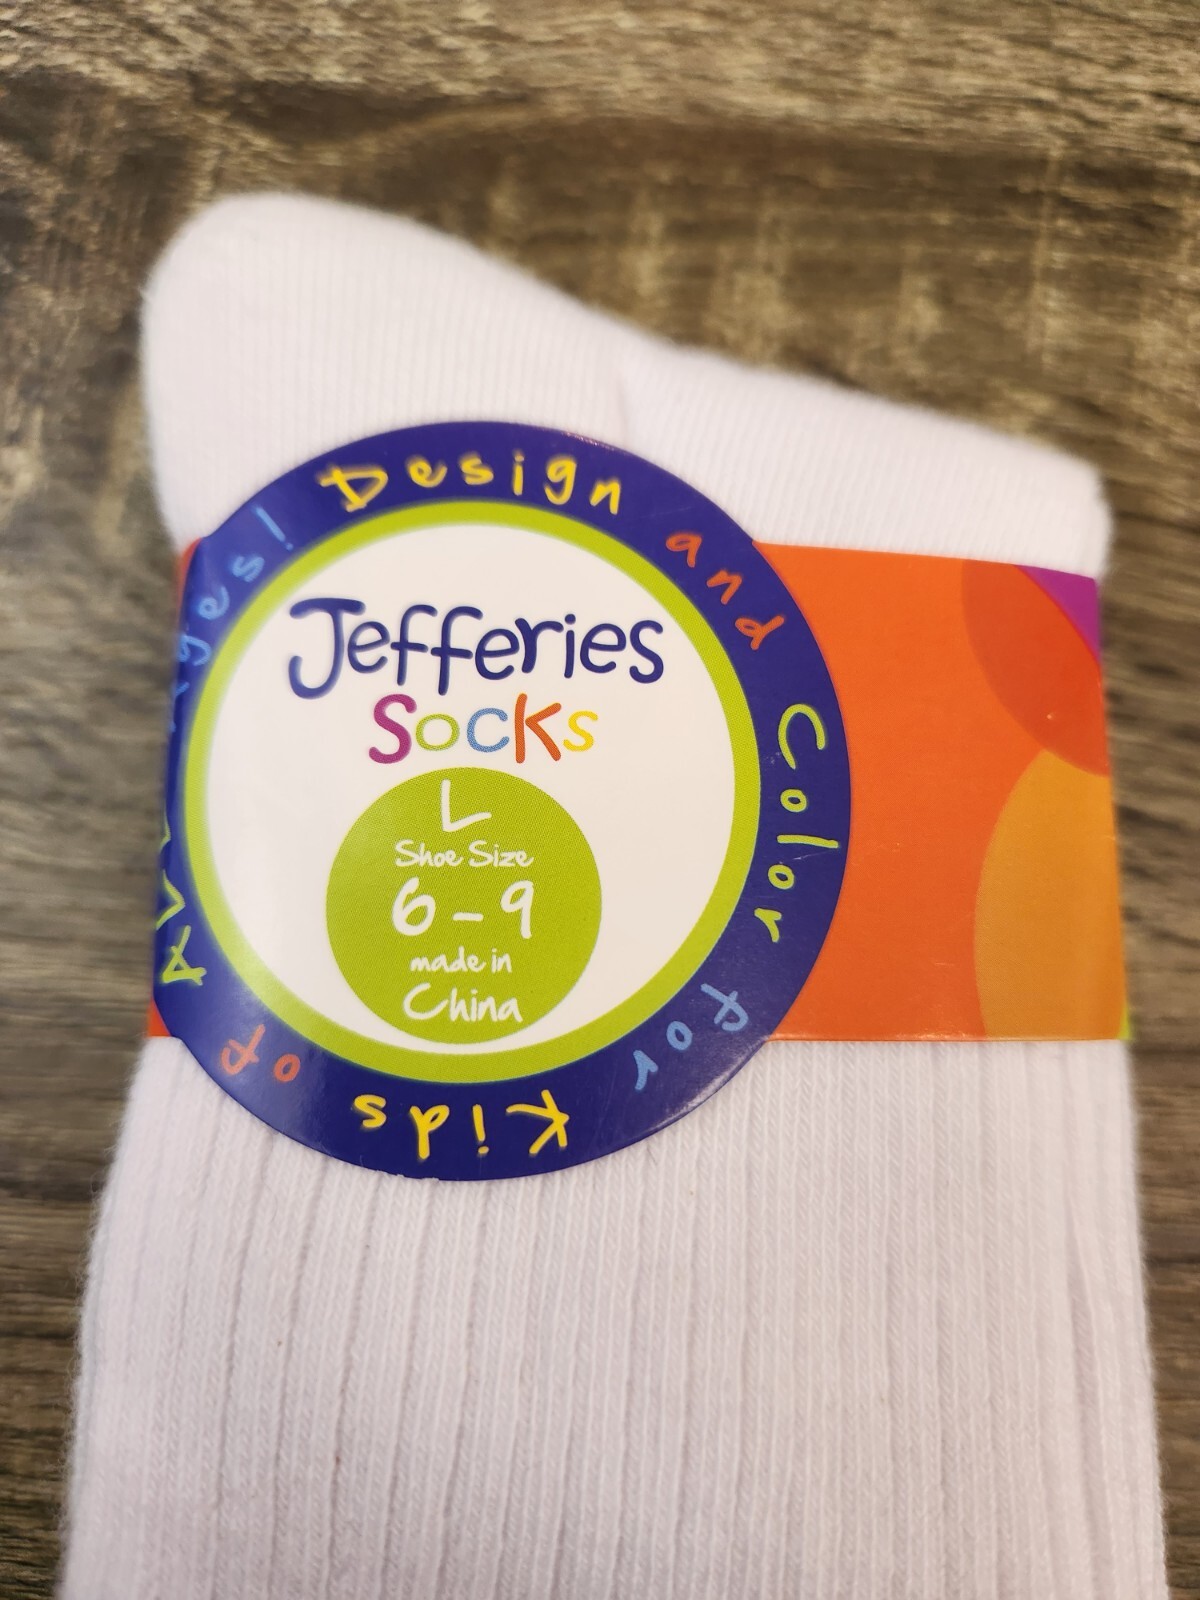 Design and Color for Kids of ALL Ages!
Jefferies
Socks
L
Shoe Size
6-9
made in
China